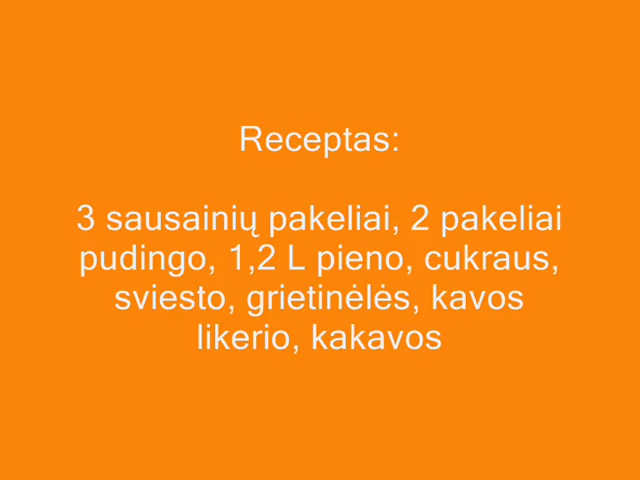 Receptas:
3 sausainių pakeliai, 2 pakeliai
pudingo, 1,2 L pieno, cukraus,
sviesto, grietinėlės, kavos
likerio, kakavos